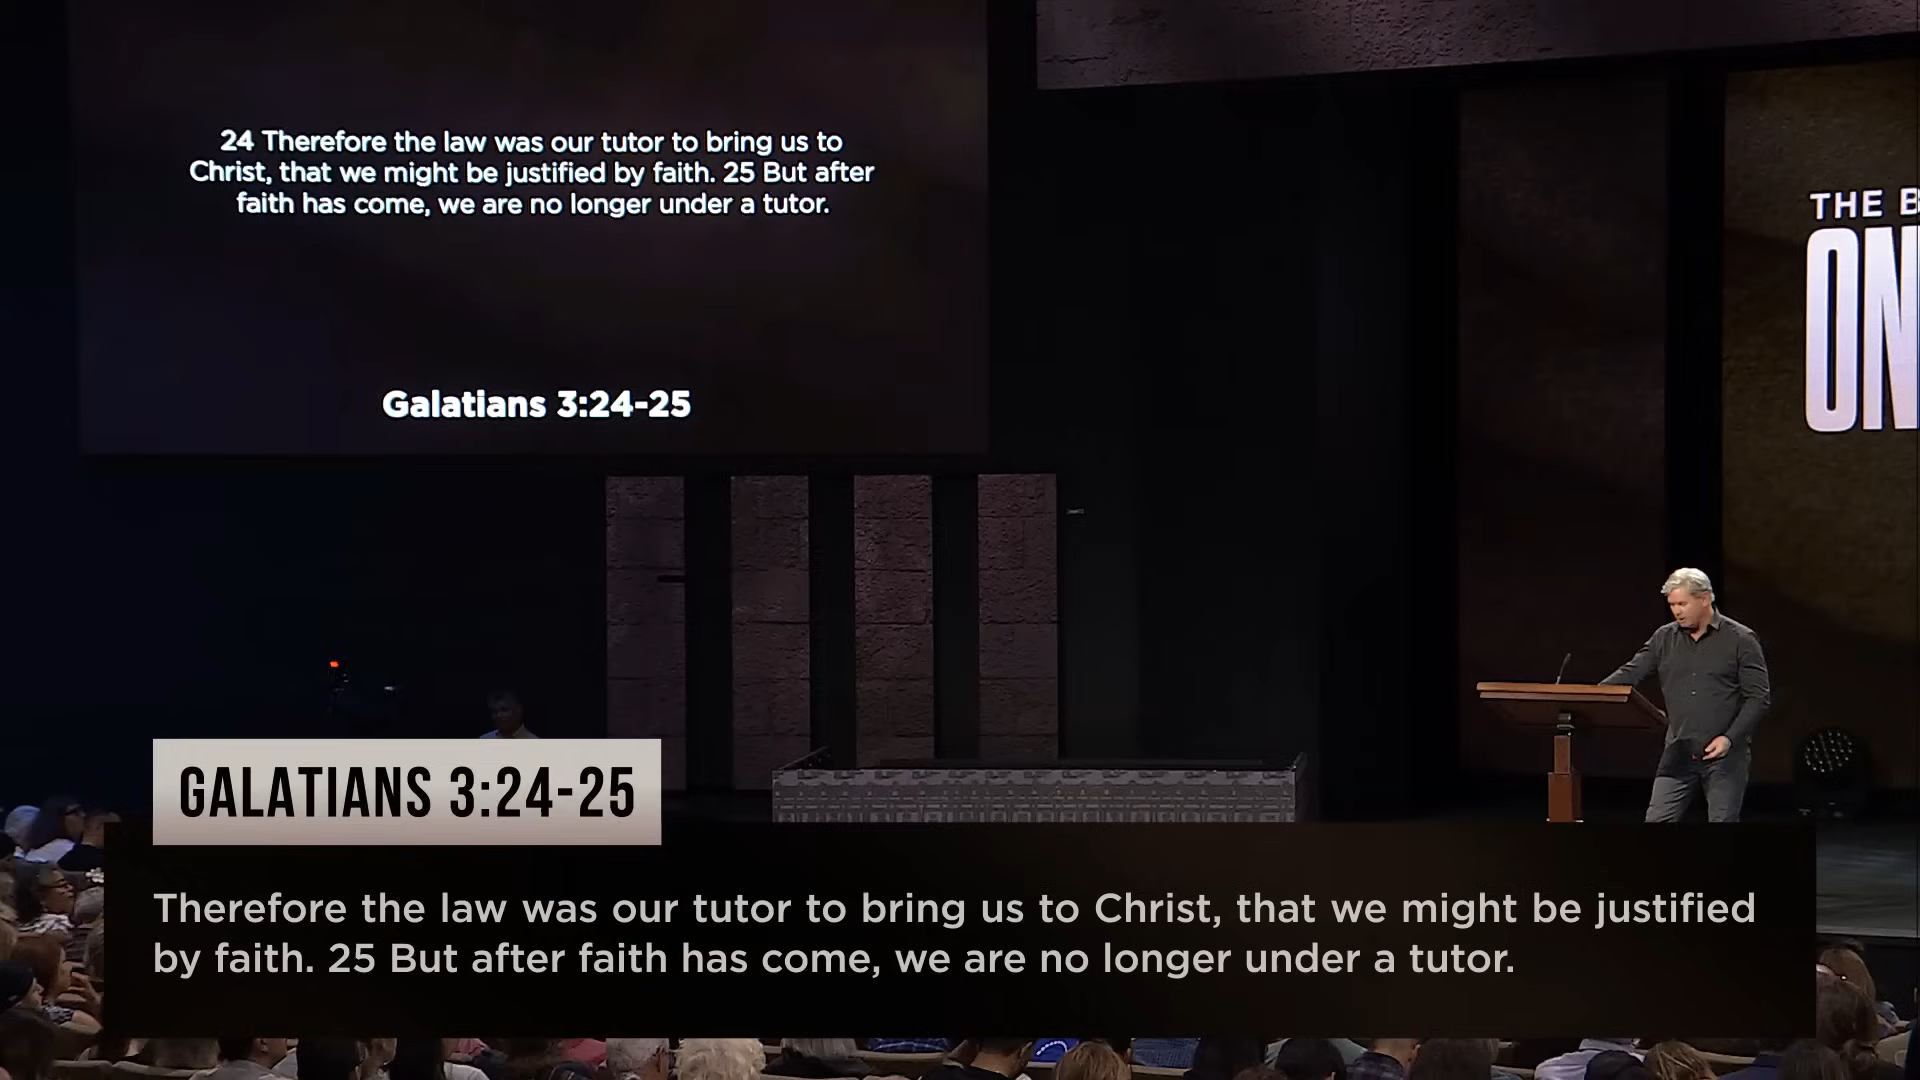 24 Therefore the law was our tutor to bring us to
Christ, that we might be justified by faith. 25 But after
faith has come, we are no longer under a tutor.
Galatians 3:24-25
THE B
ON
GALATIANS 3:24-25
Therefore the law was our tutor to bring us to Christ, that we might be justified
by faith. 25 But after faith has come, we are no longer under a tutor.